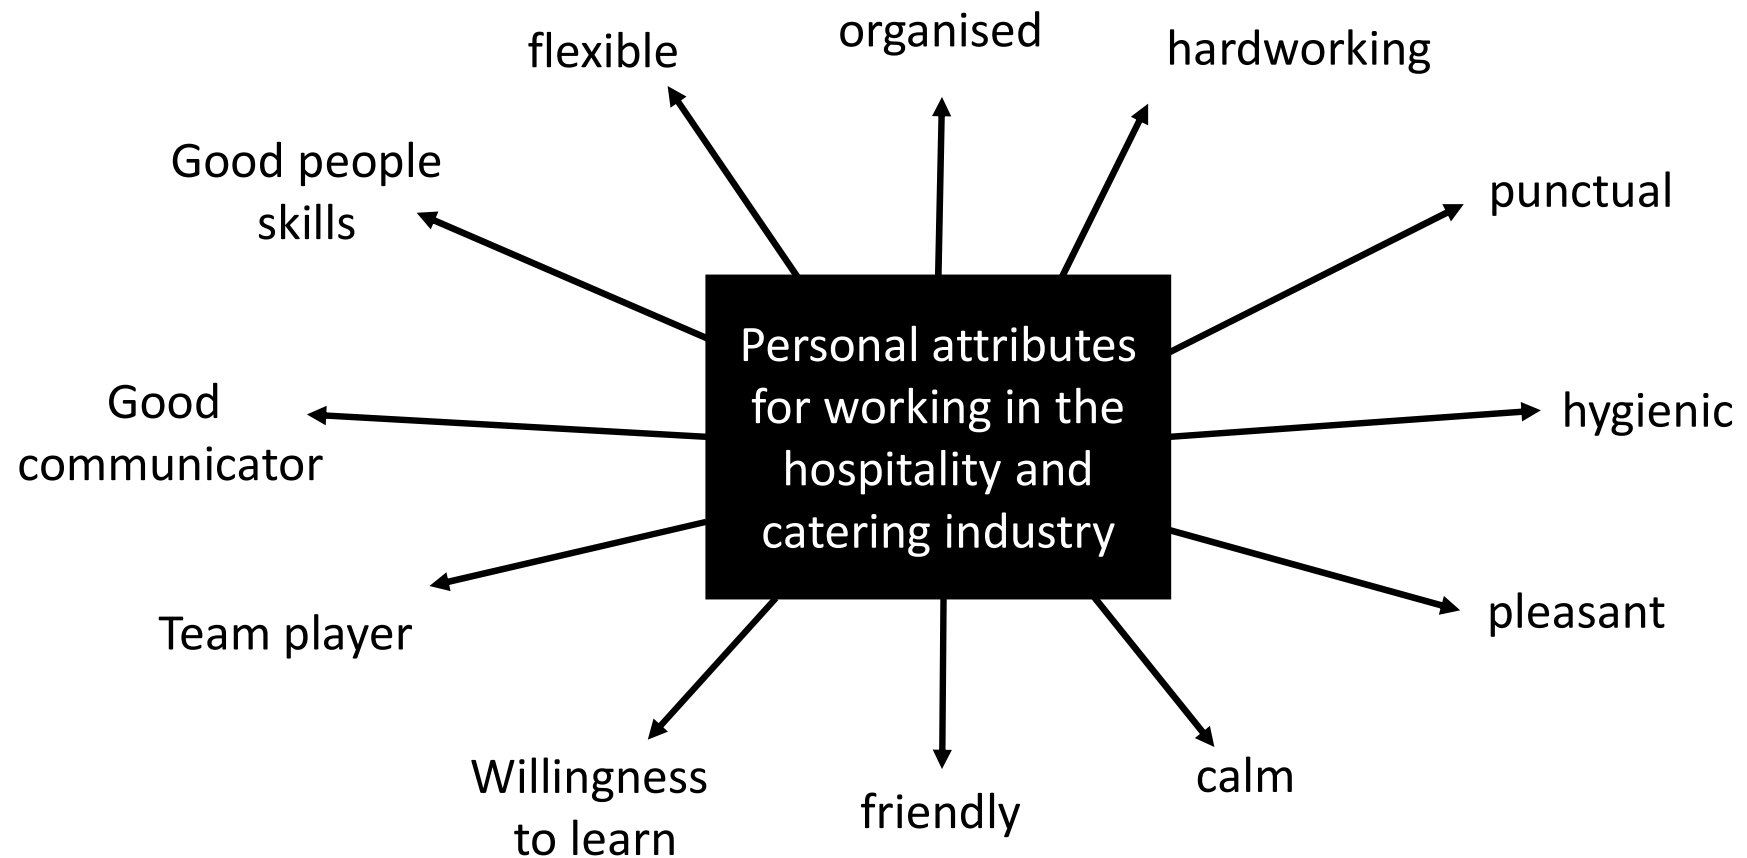 organised
hardworking
flexible
Good people
skills
punctual
Personal attributes
for working in the
hospitality and
catering industry
Good
communicator
hygienic
Team player
pleasant
Willingness
to learn
friendly
calm